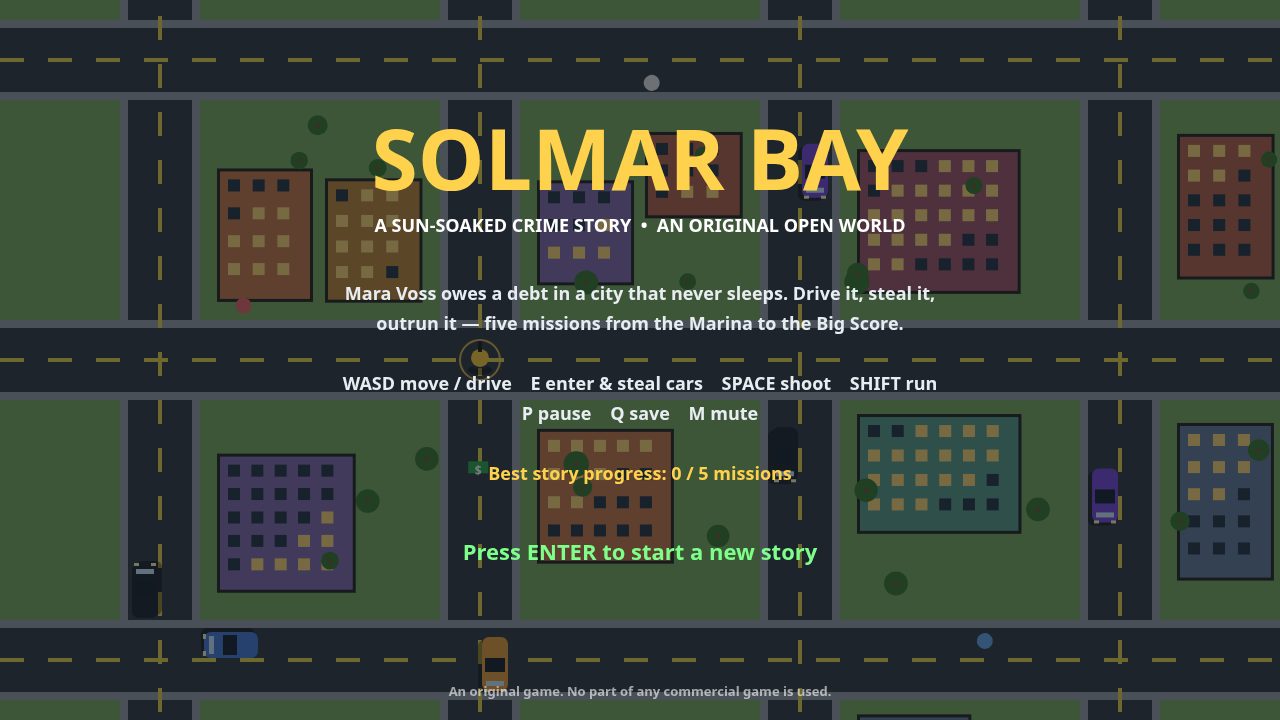 SOLMAR BAY
A SUN-SOAKED CRIME STORY • AN ORIGINAL OPEN WORLD
Mara Voss owes a debt in a city that never sleeps. Drive it, steal it,
outrun it — five missions from the Marina to the Big Score.
WASD move / drive E enter & steal cars SPACE shoot SHIFT run
P pause Q save M mute
$
Best story progress: 0 / 5 missions
Press ENTER to start a new story
An original game. No part of any commercial game is used.